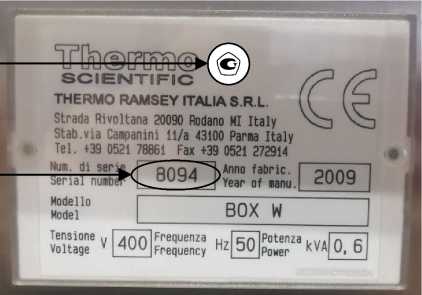 Thermo
SCIENTIFIC
CE
THERMO RAMSEY ITALIA S.R.L.
Strada Rivoltana 20090 Rodano MI Italy
Stab.via Campanini 11/a 43100 Parma Italy
Tel. +39 0521 78861 Fax +39 0521 272914
Num. di serie 8094 Anno fabric. 2009
Serial number Year of manu.
Modello BOX W
Model
Tensione V 400 Frequenza Hz 50 Potenza kVA 0,6
Voltage Frequency Power